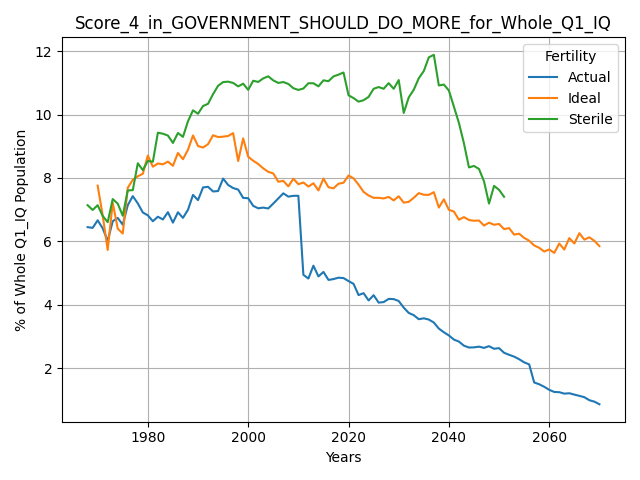 Score_4_in_GOVERNMENT_SHOULD_DO_MORE_for_Whole_Q1_IQ
Fertility
Actual
Ideal
Sterile
% of Whole Q1_IQ Population
12
10
8
6
4
2
1980
2000
2020
2040
2060
Years